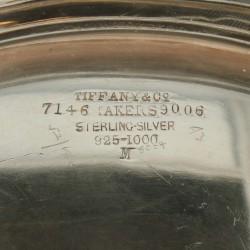 TIFFANY & Co
7146 MAKERS 9006
STERLING-SILVER
925-1000
M